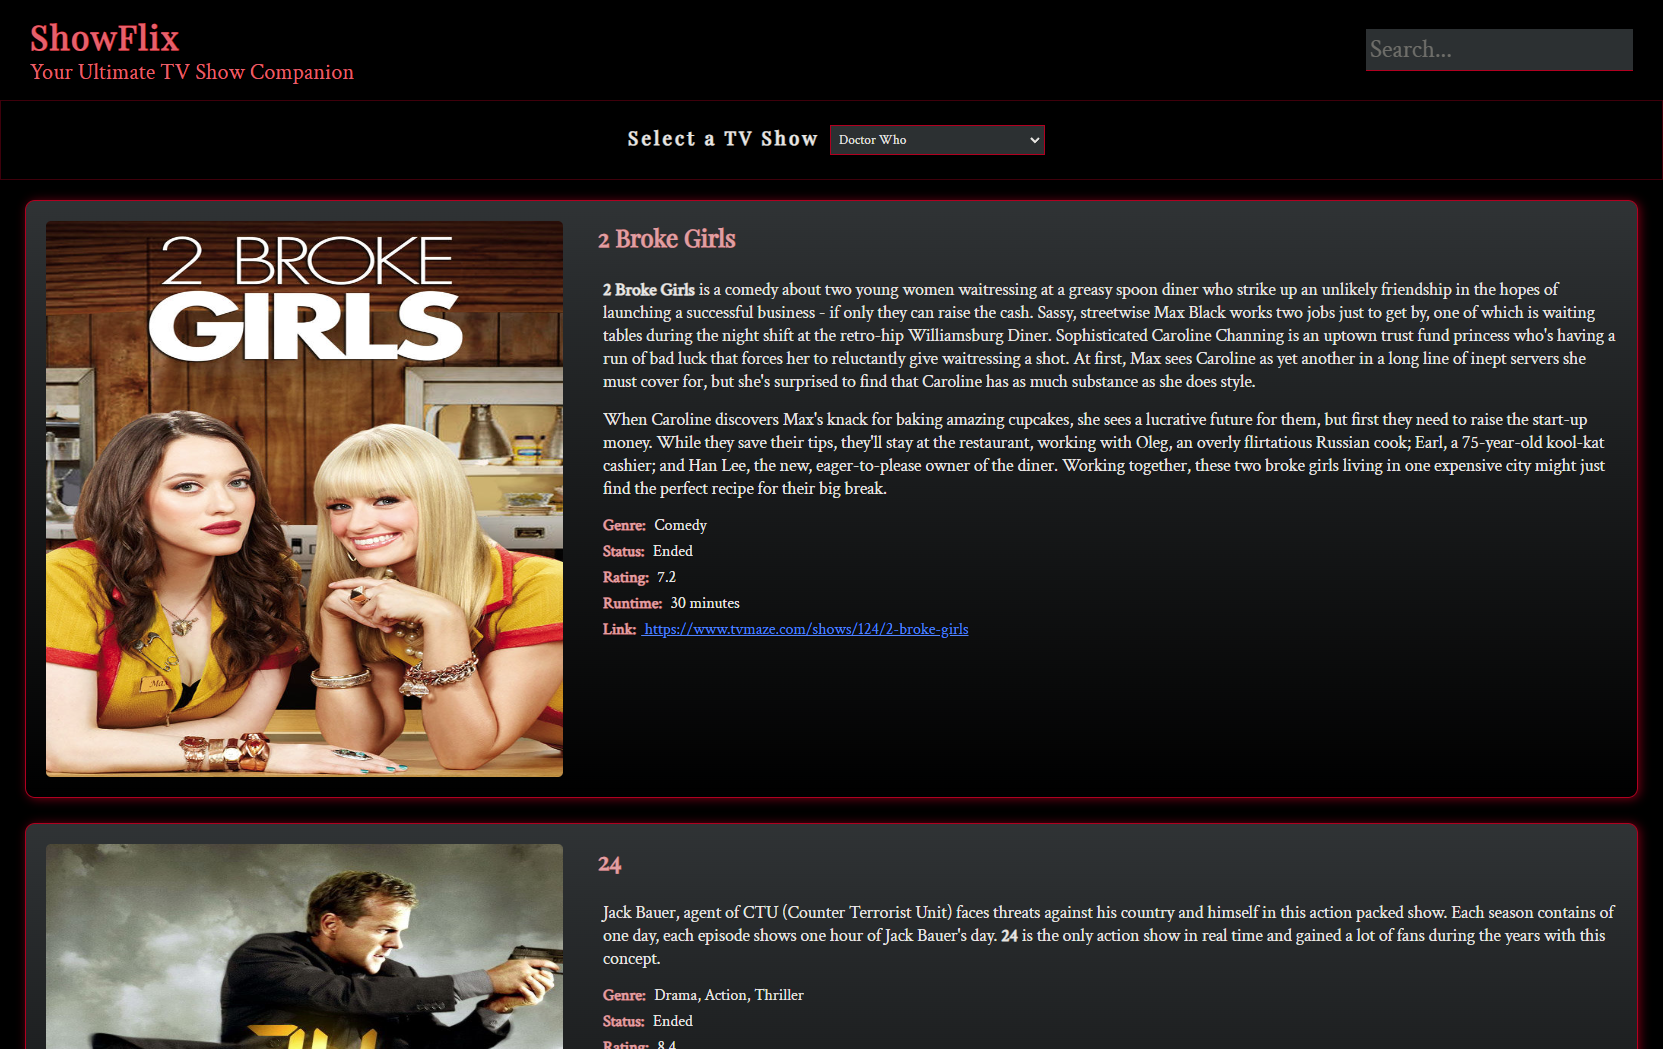 ShowFlix
Your Ultimate TV Show Companion
Search...
Select a TV Show
Doctor Who
2 BROKE
GIRLS
Max
2 Broke Girls
2 Broke Girls is a comedy about two young women waitressing at a greasy spoon diner who strike up an unlikely friendship in the hopes of
launching a successful business - if only they can raise the cash. Sassy, streetwise Max Black works two jobs just to get by, one of which is waiting
tables during the night shift at the retro-hip Williamsburg Diner. Sophisticated Caroline Channing is an uptown trust fund princess who's having a
run of bad luck that forces her to reluctantly give waitressing a shot. At first, Max sees Caroline as yet another in a long line of inept servers she
must cover for, but she's surprised to find that Caroline has as much substance as she does style.
When Caroline discovers Max's knack for baking amazing cupcakes, she sees a lucrative future for them, but first they need to raise the start-up
money. While they save their tips, they'll stay at the restaurant, working with Oleg, an overly flirtatious Russian cook; Earl, a 75-year-old kool-kat
cashier; and Han Lee, the new, eager-to-please owner of the diner. Working together, these two broke girls living in one expensive city might just
find the perfect recipe for their big break.
Genre: Comedy
Status: Ended
Rating: 7.2
Runtime: 30 minutes
Link: https://www.tvmaze.com/shows/124/2-broke-girls
24
Jack Bauer, agent of CTU (Counter Terrorist Unit) faces threats against his country and himself in this action packed show. Each season contains of
one day, each episode shows one hour of Jack Bauer's day. 24 is the only action show in real time and gained a lot of fans during the years with this
concept.
Genre: Drama, Action, Thriller
Status: Ended
Rating: 8.4